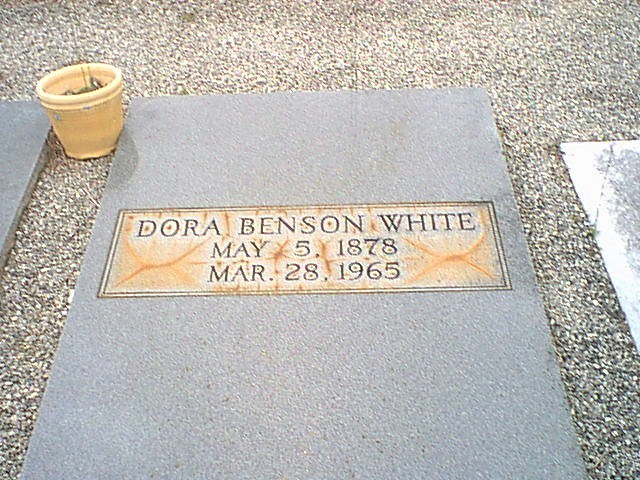 DORA BENSON WHITE
MAY 5, 1878
MAR. 28, 1965